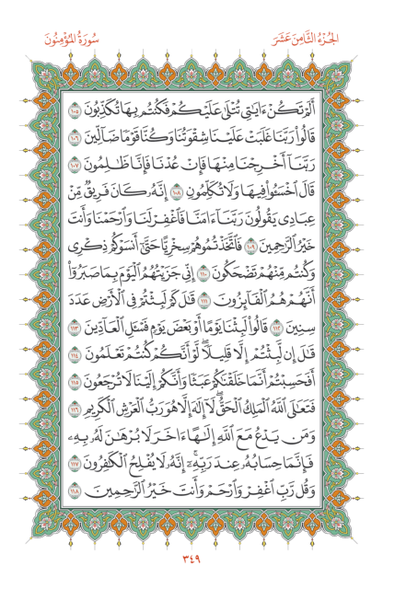 الجُزْءُ الثَّامِنَ عَشَرَ
سُورَةُ المُؤْمِنُون
أَلَمْ تَكُنْ ءَايَٰتِي تُتْلَىٰ عَلَيْكُمْ فَكُنتُم بِهَا تُكَذِّبُونَ ١٠٥
قَالُواْ رَبَّنَا غَلَبَتْ عَلَيْنَا شِقْوَتُنَا وَكُنَّا قَوْمًا ضَآلِّينَ ١٠٦
رَبَّنَآ أَخْرِجْنَا مِنْهَا فَإِنْ عُدْنَا فَإِنَّا ظَٰلِمُونَ ١٠٧
قَالَ ٱخْسَـُٔواْ فِيهَا وَلَا تُكَلِّمُونِ ١٠٨ إِنَّهُۥ كَانَ فَرِيقٌ مِّنْ
عِبَادِي يَقُولُونَ رَبَّنَآ ءَامَنَّا فَٱغْفِرْ لَنَا وَٱرْحَمْنَا وَأَنتَ
خَيْرُ ٱلرَّٰحِمِينَ ١٠٩ فَٱتَّخَذْتُمُوهُمْ سِخْرِيًّا حَتَّىٰٓ أَنسَوْكُمْ ذِكْرِي
وَكُنتُم مِّنْهُمْ تَضْحَكُونَ ١١٠ إِنِّي جَزَيْتُهُمُ ٱلْيَوْمَ بِمَا صَبَرُوٓاْ
أَنَّهُمْ هُمُ ٱلْفَآئِزُونَ ١١١ قَٰلَ كَمْ لَبِثْتُمْ فِي ٱلْأَرْضِ عَدَدَ
سِنِينَ ١١٢ قَالُواْ لَبِثْنَا يَوْمًا أَوْ بَعْضَ يَوْمٍ فَسْـَٔلِ ٱلْعَآدِّينَ ١١٣
قَٰلَ إِن لَّبِثْتُمْ إِلَّا قَلِيلًا لَّوْ أَنَّكُمْ كُنتُمْ تَعْلَمُونَ ١١٤
أَفَحَسِبْتُمْ أَنَّمَا خَلَقْنَٰكُمْ عَبَثًا وَأَنَّكُمْ إِلَيْنَا لَا تُرْجَعُونَ ١١٥
فَتَعَٰلَى ٱللَّهُ ٱلْمَلِكُ ٱلْحَقُّ لَآ إِلَٰهَ إِلَّا هُوَ رَبُّ ٱلْعَرْشِ ٱلْكَرِيمِ ١١٦
وَمَن يَدْعُ مَعَ ٱللَّهِ إِلَٰهًا ءَاخَرَ لَا بُرْهَٰنَ لَهُۥ بِهِۦ
فَإِنَّمَا حِسَابُهُۥ عِندَ رَبِّهِۦٓ إِنَّهُۥ لَا يُفْلِحُ ٱلْكَٰفِرُونَ ١١٧
وَقُل رَّبِّ ٱغْفِرْ وَٱرْحَمْ وَأَنتَ خَيْرُ ٱلرَّٰحِمِينَ ١١٨
٣٤٩